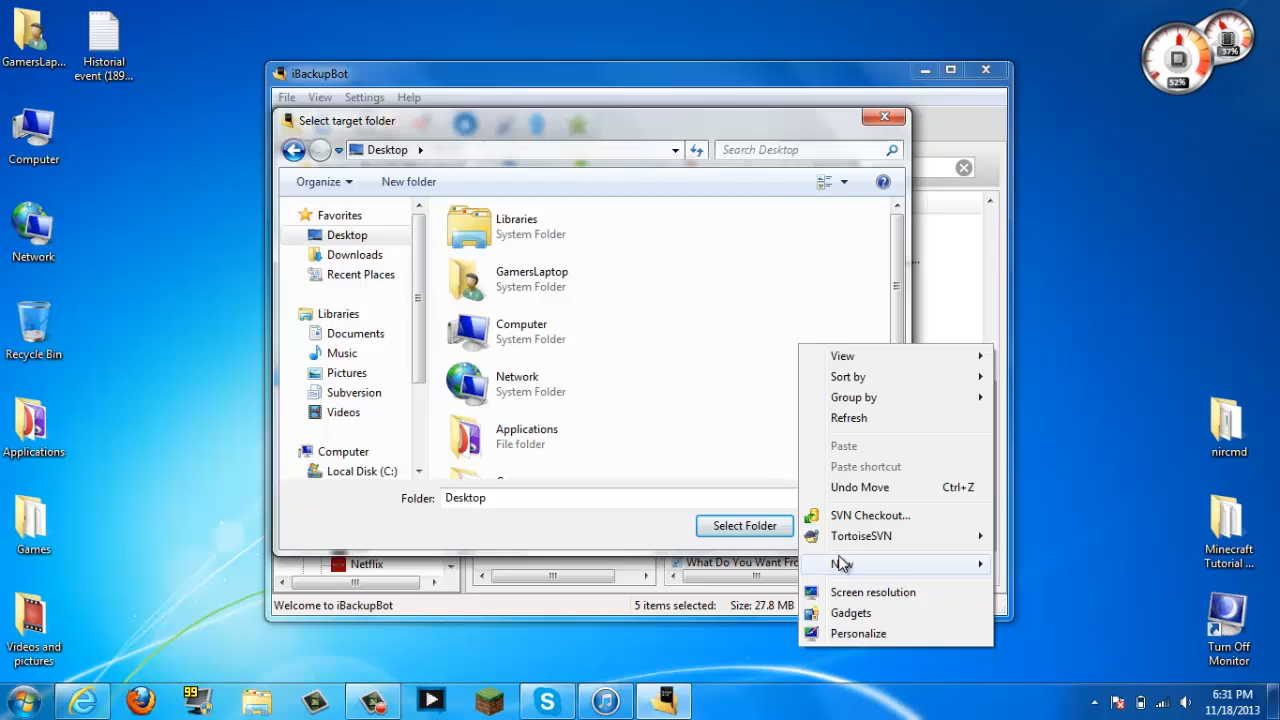 GamersLap...
Historial
event (189...
Computer
Network
Recycle Bin
Applications
Games
Videos and
pictures
52%
37%
iBackupBot
File View Settings Help
Select target folder
Desktop
Search Desktop
Organize New folder
Favorites
Desktop
Downloads
Recent Places
Libraries
Documents
Music
Pictures
Subversion
Videos
Computer
Local Disk (C:)
Libraries
System Folder
GamersLaptop
System Folder
Computer
System Folder
Network
System Folder
Applications
File folder
Folder: Desktop
Select Folder
Netflix
What Do You Want Fro
Welcome to iBackupBot
5 items selected: Size: 27.8 MB
View
Sort by
Group by
Refresh
Paste
Paste shortcut
Undo Move Ctrl+Z
SVN Checkout...
TortoiseSVN
Screen resolution
Gadgets
Personalize
nircmd
Minecraft
Tutorial ...
Turn Off
Monitor
99
6:31 PM
11/18/2013